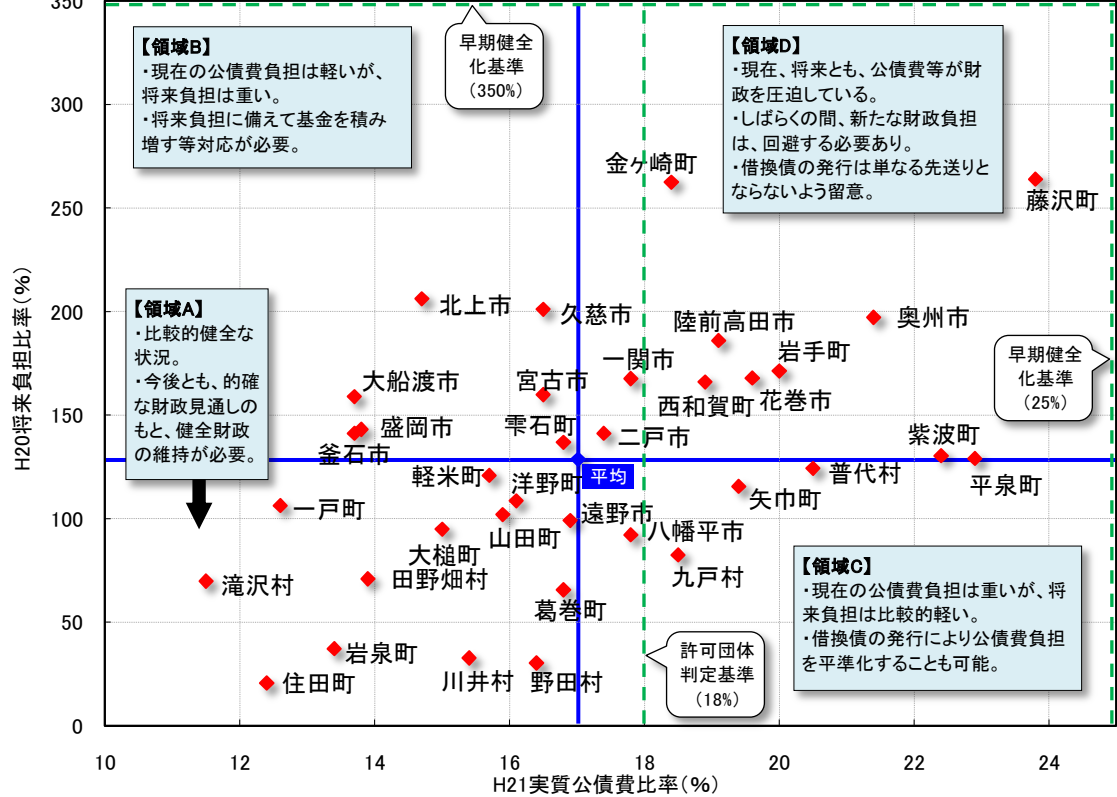 350
300
250
200
150
100
50
0
10
12
14
16
18
20
22
24
H20将来負担比率(%)
H21実質公債費比率(%)
【領域B】
・現在の公債費負担は軽いが、
将来負担は重い。
・将来負担に備えて基金を積み
増す等対応が必要。
早期健全
化基準
(350%)
【領域D】
・現在、将来とも、公債費等が財
政を圧迫している。
・しばらくの間、新たな財政負担
は、回避する必要あり。
・借換債の発行は単なる先送りと
ならないよう留意。
金ヶ崎町
藤沢町
【領域A】
・比較的健全な
状況。
・今後とも、的確
な財政見通しの
もと、健全財政
の維持が必要。
北上市
久慈市
陸前高田市
奥州市
早期健全
化基準
(25%)
一関市
岩手町
大船渡市
宮古市
西和賀町
花巻市
盛岡市
釜石市
雫石町
二戸市
紫波町
平均
軽米町
洋野町
普代村
平泉町
矢巾町
一戸町
山田町
遠野市
八幡平市
大槌町
九戸村
滝沢村
田野畑村
葛巻町
【領域C】
・現在の公債費負担は重いが、将
来負担は比較的軽い。
・借換債の発行により公債費負担
を平準化することも可能。
岩泉町
川井村
野田村
住田町
許可団体
判定基準
(18%)